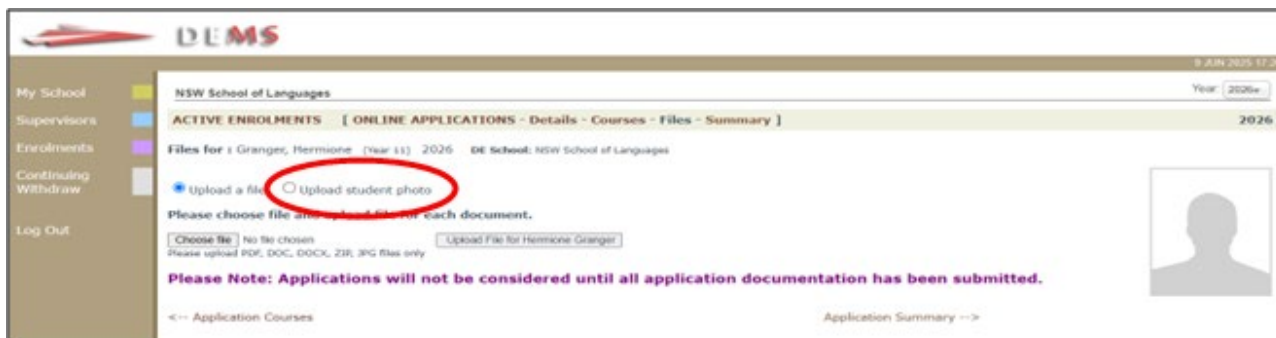 DEMS
9 JUN 2025 17:2
My School
Supervisors
Enrolments
Continuing
Withdraw
Log Out
NSW School of Languages
Year: 2026
ACTIVE ENROLMENTS [ ONLINE APPLICATIONS - Details - Courses - Files - Summary ] 2026
Files for : Granger, Hermione (Year 11) 2026 DE School: NSW School of Languages
Upload a file Upload student photo
Please choose file and upload file for each document.
Choose file No file chosen Upload File for Hermione Granger
Please upload PDF, DOC, DOCX, ZIP, JPG files only
Please Note: Applications will not be considered until all application documentation has been submitted.
<-- Application Courses Application Summary -->